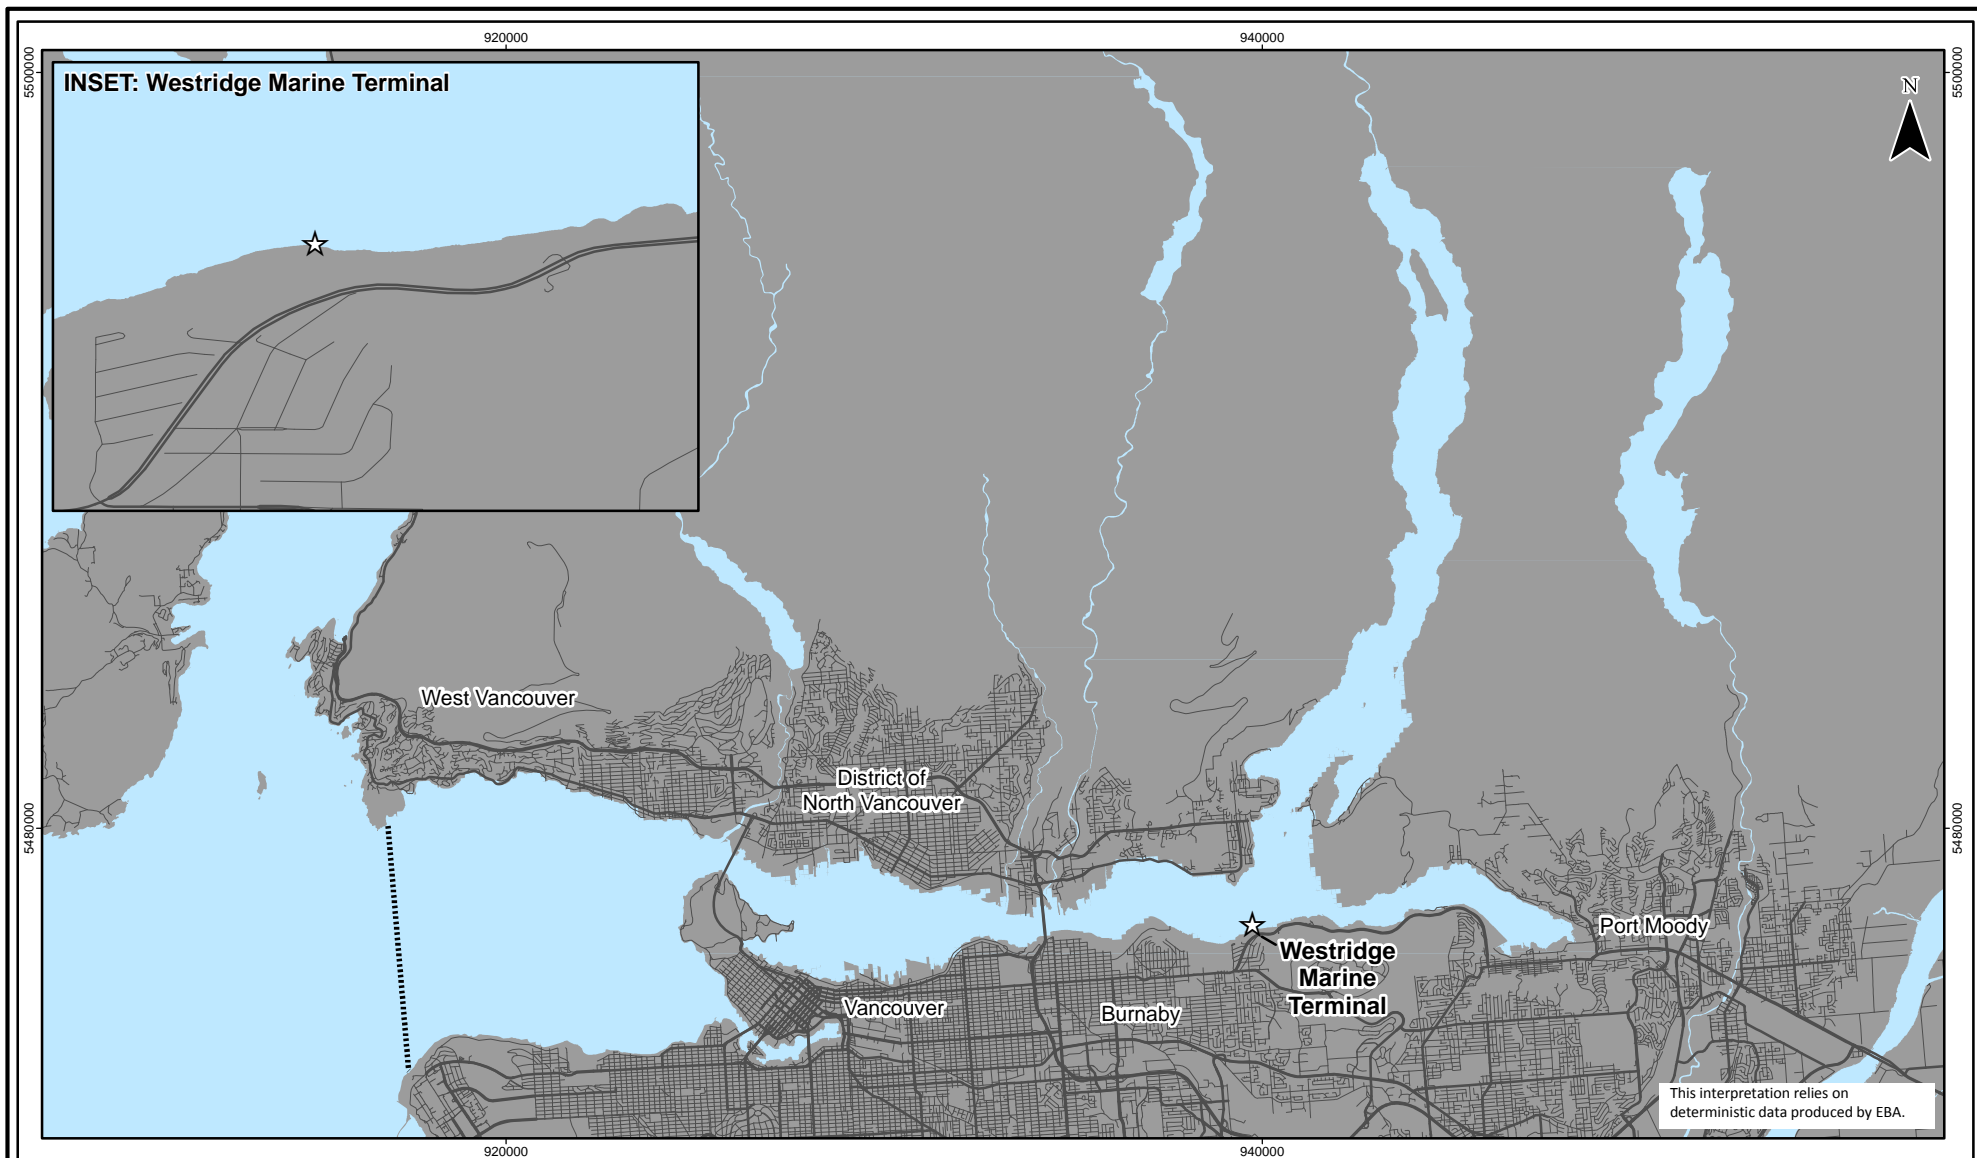 920000
940000
5500000
5500000
INSET: Westridge Marine Terminal
N
West Vancouver
District of
North Vancouver
5480000
5480000
Port Moody
Westridge
Marine
Terminal
Vancouver
Burnaby
This interpretation relies on
deterministic data produced by EBA.
920000
940000